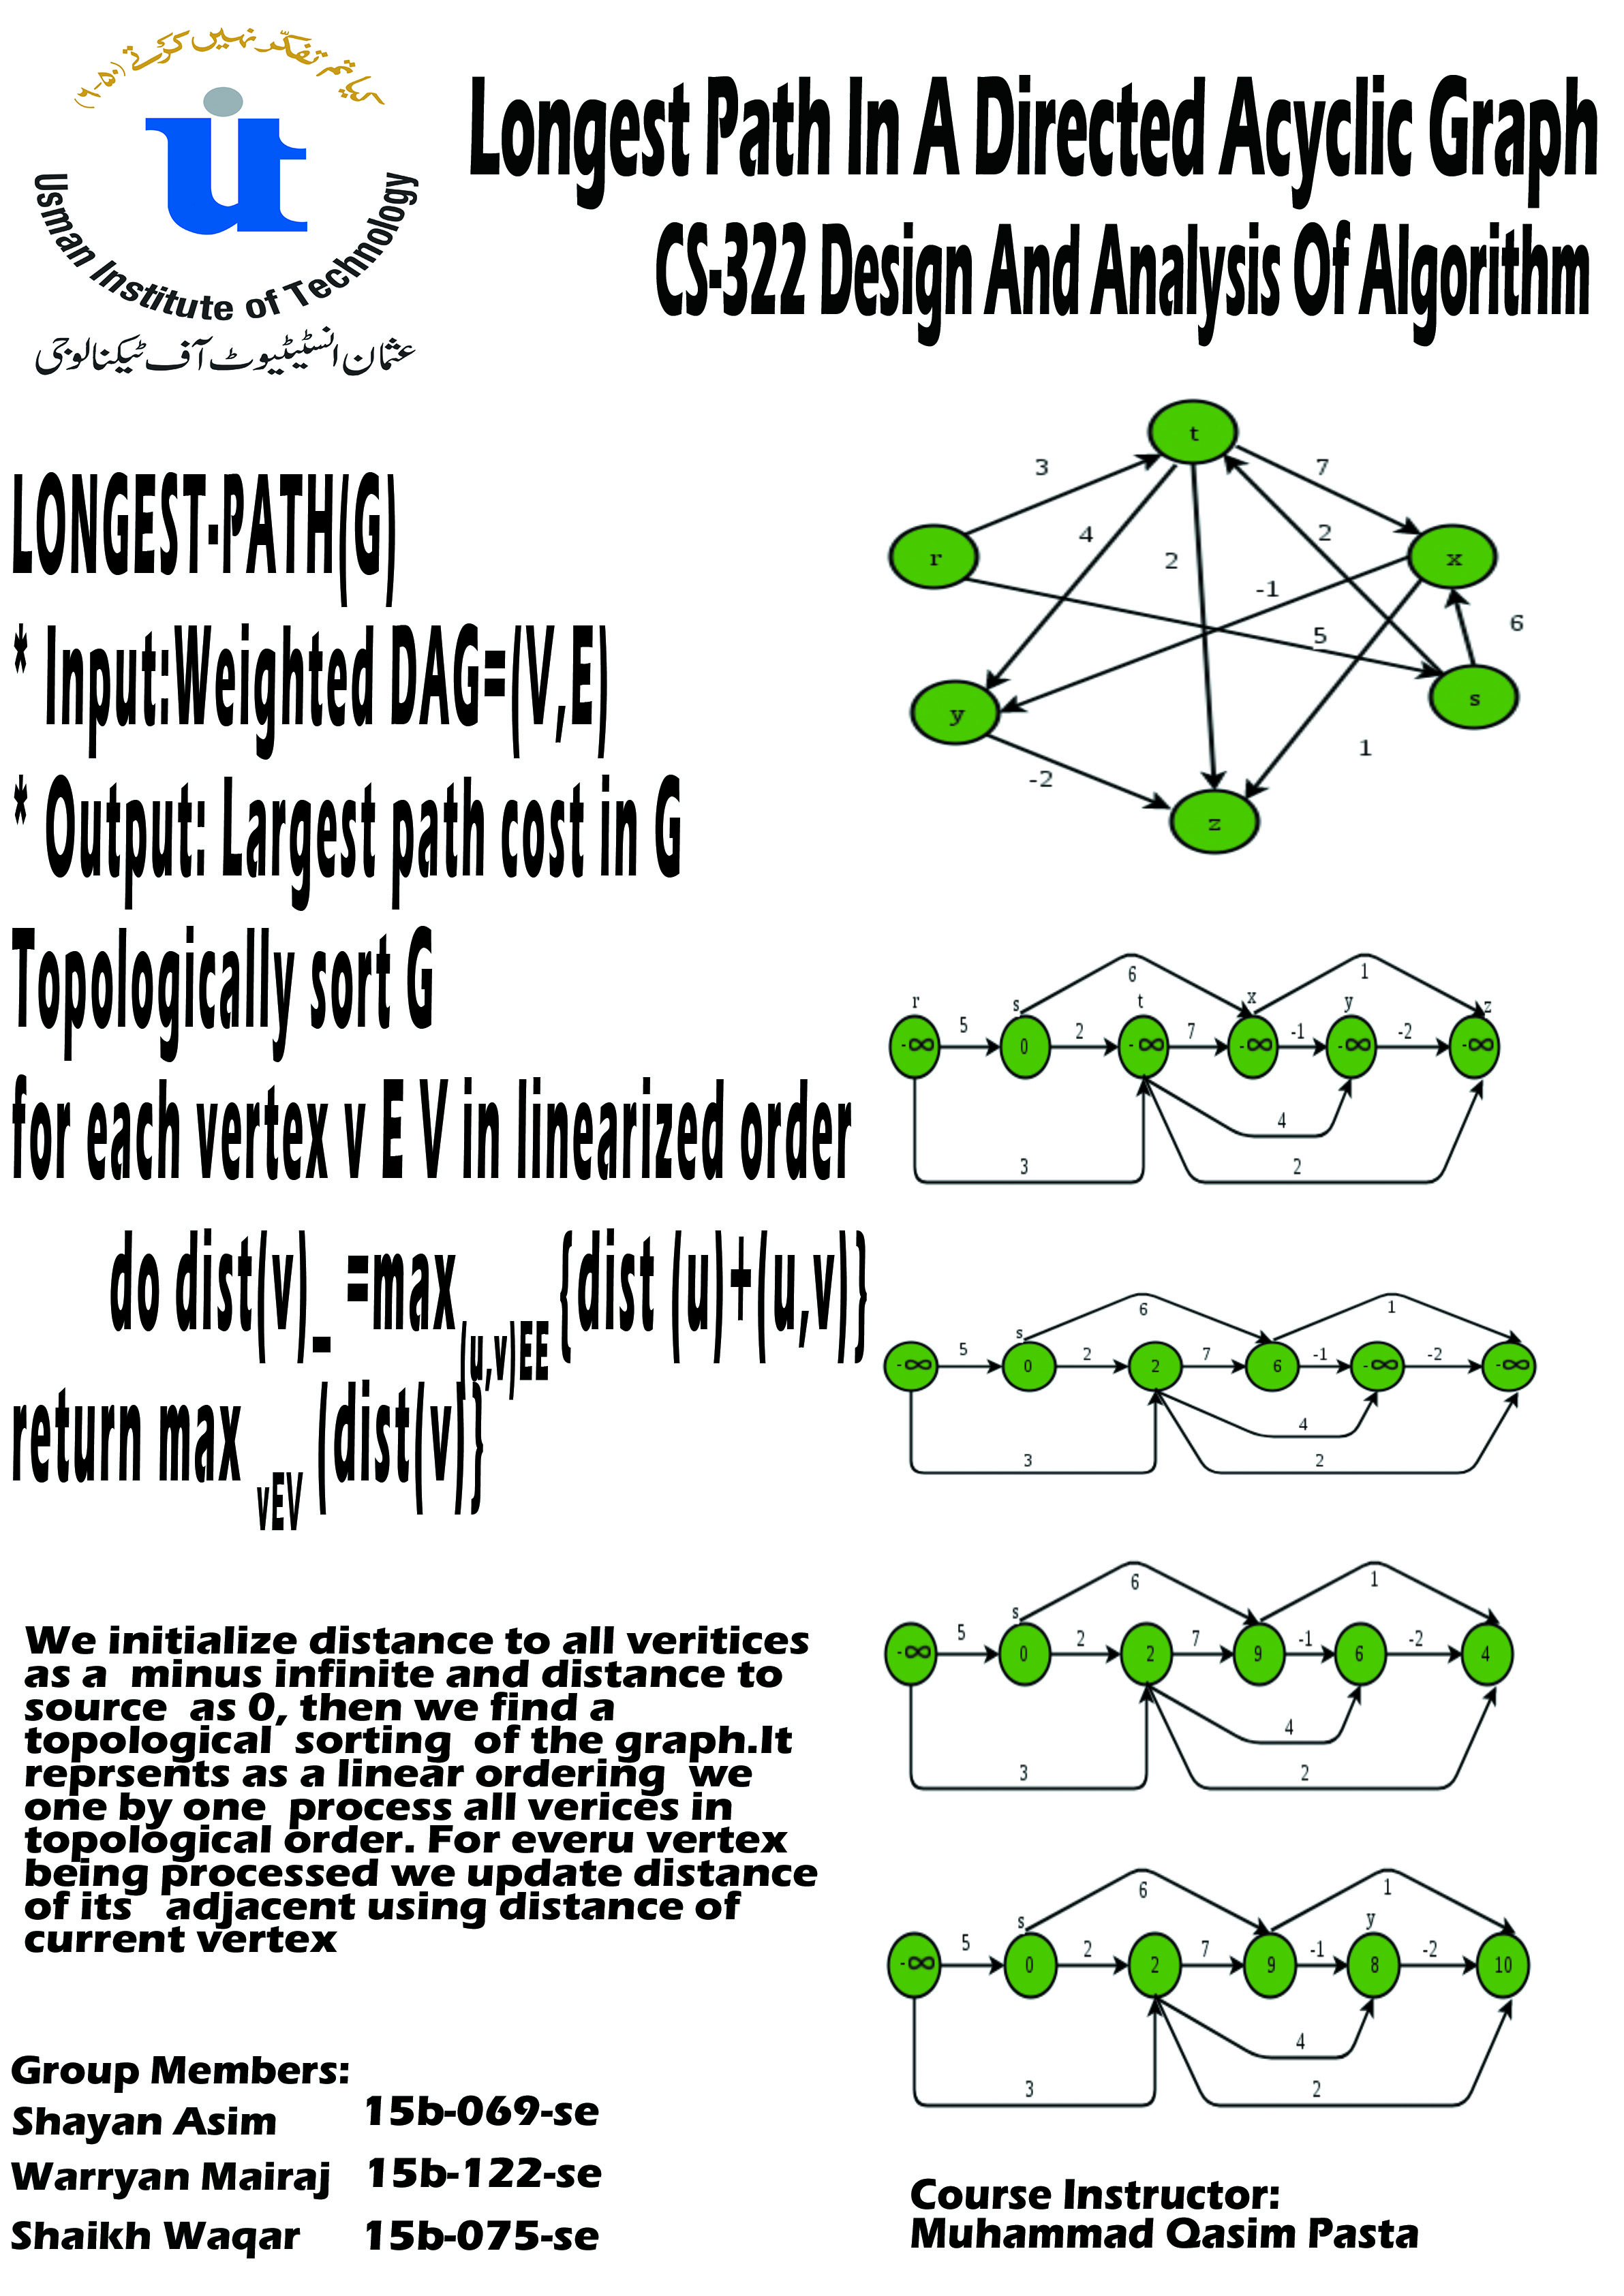 کیا تم تفکّر نہیں کرتے (۶-۵۰)
Usman Institute of Technology
عثمان انسٹیٹیوٹ آف ٹیکنالوجی
Longest Path In A Directed Acyclic Graph
CS-322 Design And Analysis Of Algorithm
LONGEST-PATH(G)
* Input:Weighted DAG=(V,E)
* Output: Largest path cost in G
Topologically sort G
for each vertex v E V in linearized order
do dist(v)_ =max (u,v)EE {dist (u)+(u,v)}
return max vEV (dist(v)}
We initialize distance to all veritices
as a minus infinite and distance to
source as 0, then we find a
topological sorting of the graph.It
reprsents as a linear ordering we
one by one process all verices in
topological order. For everu vertex
being processed we update distance
of its adjacent using distance of
current vertex
Group Members:
Shayan Asim 15b-069-se
Warryan Mairaj 15b-122-se
Shaikh Waqar 15b-075-se
t
3 7
4 2 2
r x
-1
5 6
y s
1
-2
z
6 1
r s t x y z
5 2 7 -1 -2
-∞ 0 -∞ -∞ -∞ -∞
4
3 2
6 1
s
5 2 7 -1 -2
-∞ 0 2 6 -∞ -∞
4
3 2
6 1
s
5 2 7 -1 -2
-∞ 0 2 9 6 4
4
3 2
6 1
s y
5 2 7 -1 -2
-∞ 0 2 9 8 10
4
3 2
Course Instructor:
Muhammad Qasim Pasta